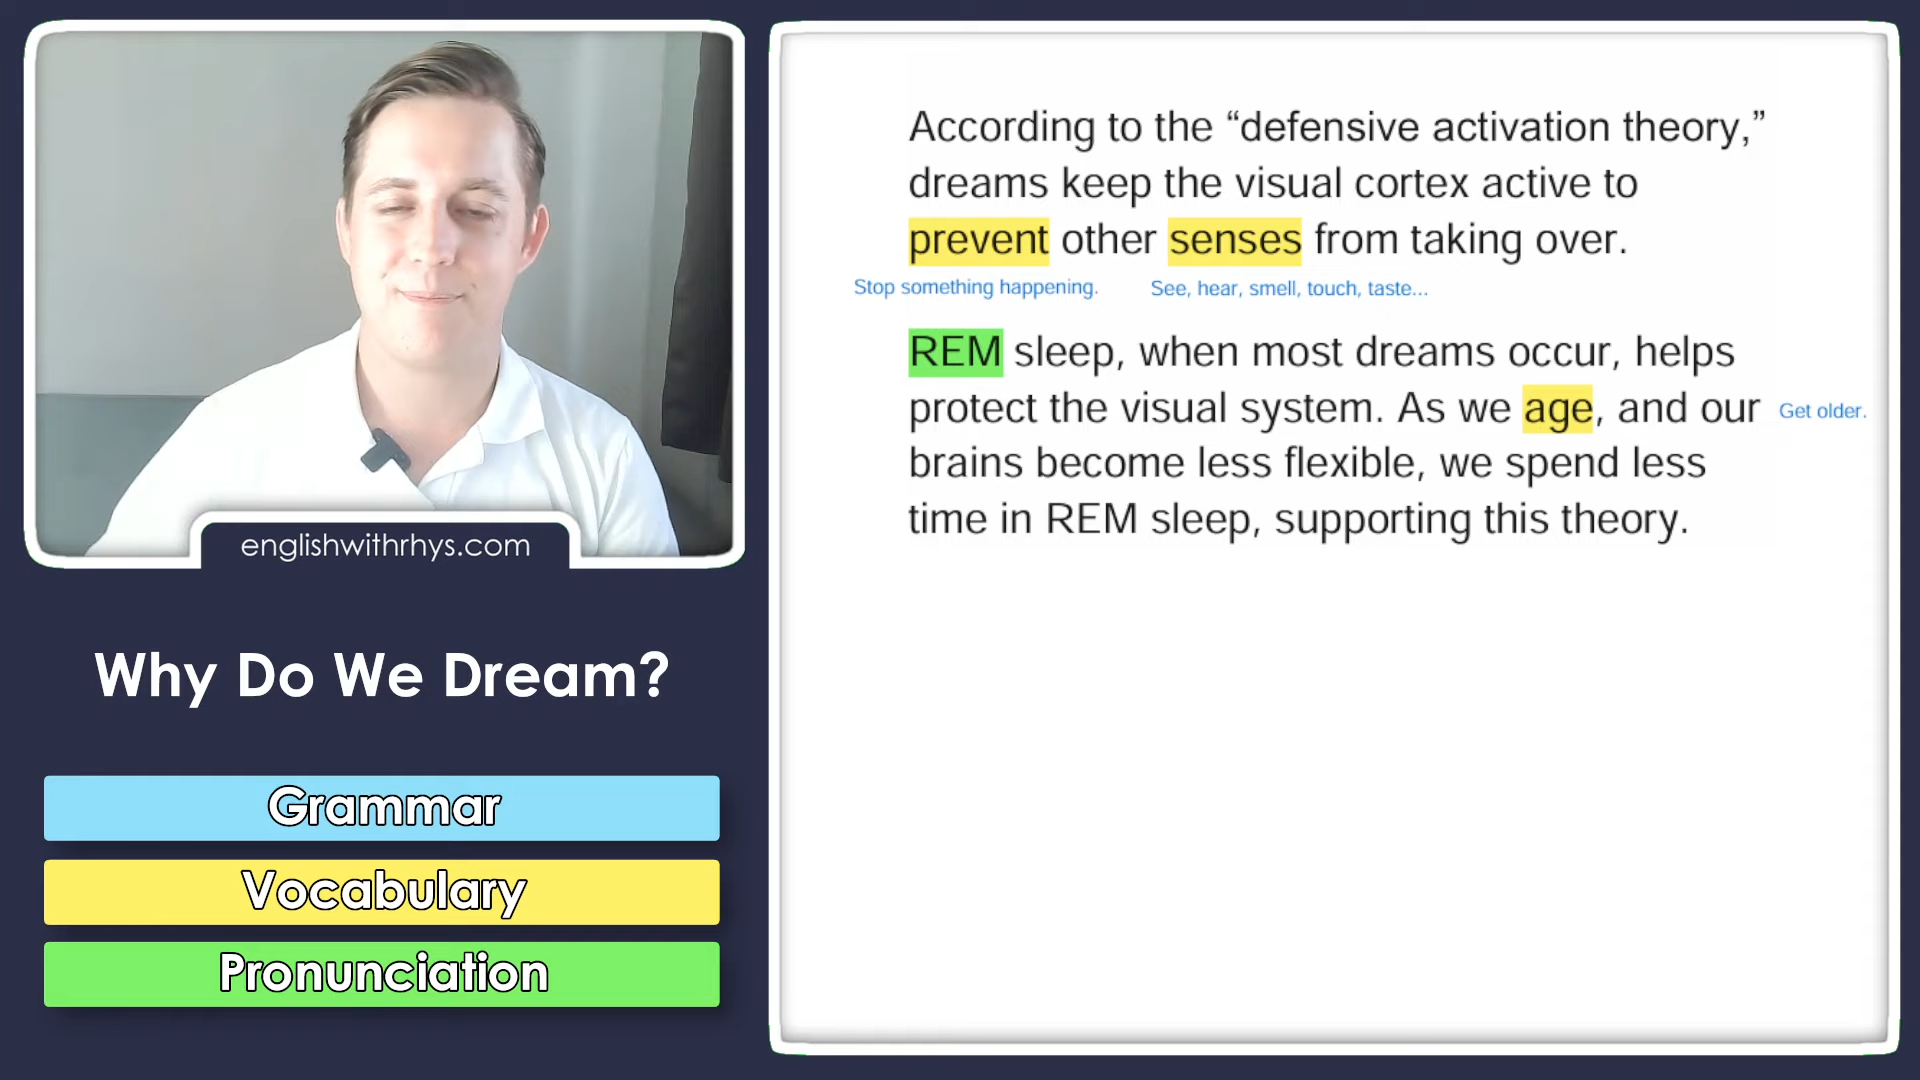 englishwithrhys.com
Why Do We Dream?
Grammar
Vocabulary
Pronunciation
According to the “defensive activation theory,”
dreams keep the visual cortex active to
prevent other senses from taking over.
Stop something happening. See, hear, smell, touch, taste...
REM sleep, when most dreams occur, helps
protect the visual system. As we age, and our Get older.
brains become less flexible, we spend less
time in REM sleep, supporting this theory.